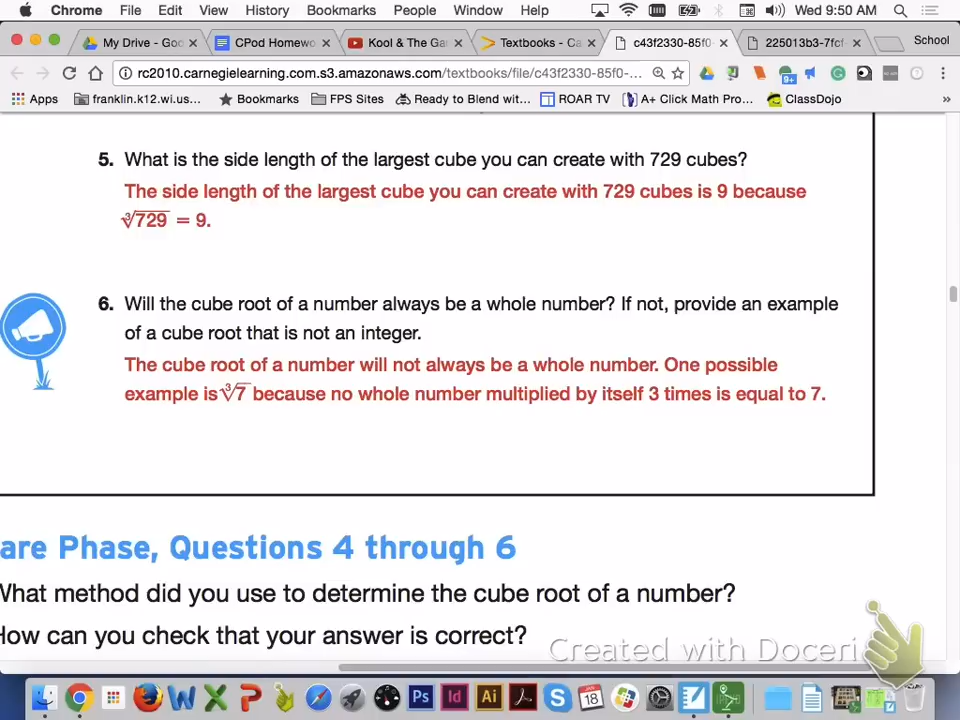 Chrome File Edit View History Bookmarks People Window Help Wed 9:50 AM
My Drive - Goo CPod Homewo Kool & The Ga Textbooks - Ca c43f2330-85f0- 225013b3-7fcf- School
rc2010.carnegielearning.com.s3.amazonaws.com/textbooks/file/c43f2330-85f0-...
Apps franklin.k12.wi.us... Bookmarks FPS Sites Ready to Blend wit... ROAR TV A+ Click Math Pro... ClassDojo »
5. What is the side length of the largest cube you can create with 729 cubes?
The side length of the largest cube you can create with 729 cubes is 9 because
∛729 = 9.
6. Will the cube root of a number always be a whole number? If not, provide an example
of a cube root that is not an integer.
The cube root of a number will not always be a whole number. One possible
example is ∛7 because no whole number multiplied by itself 3 times is equal to 7.
are Phase, Questions 4 through 6
What method did you use to determine the cube root of a number?
How can you check that your answer is correct?
Created with Doceri